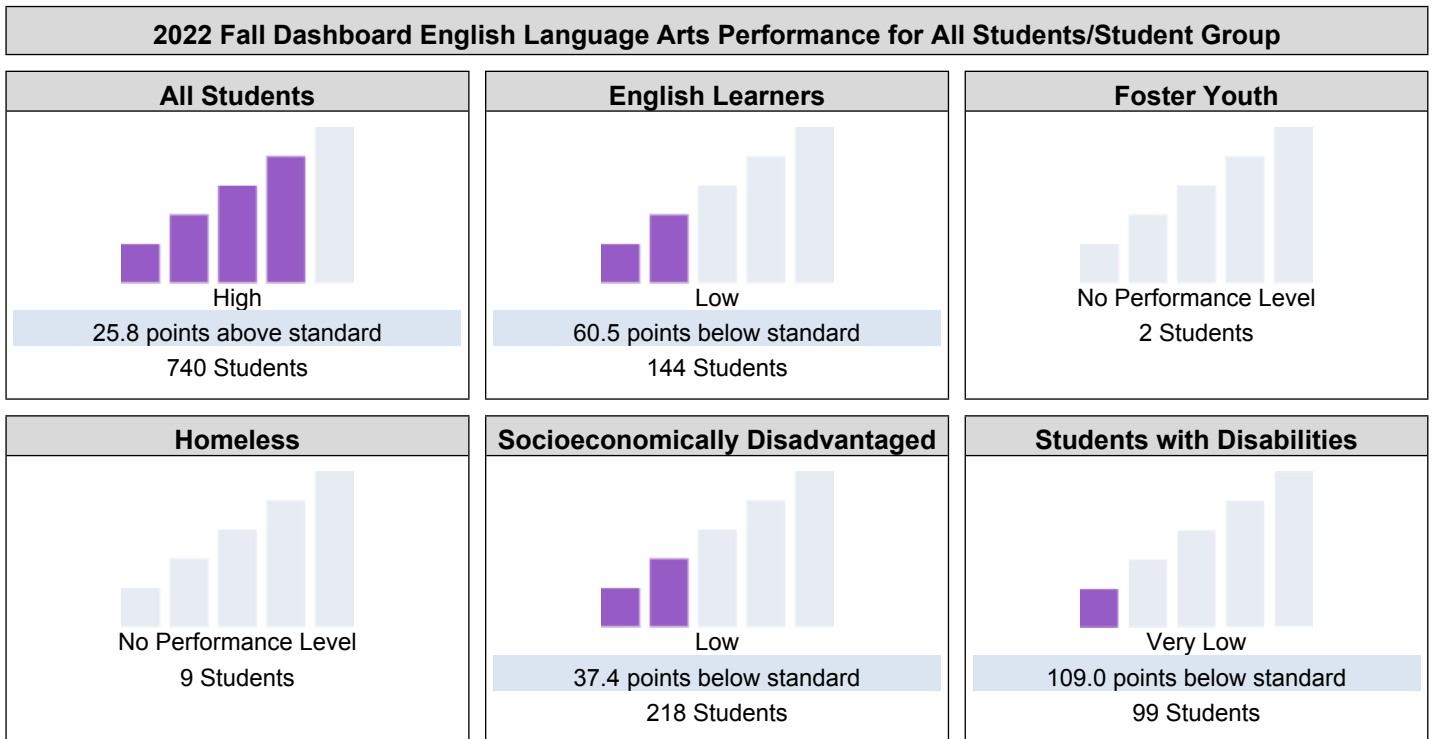 2022 Fall Dashboard English Language Arts Performance for All Students/Student Group
All Students
High
25.8 points above standard
740 Students
English Learners
Low
60.5 points below standard
144 Students
Foster Youth
No Performance Level
2 Students
Homeless
No Performance Level
9 Students
Socioeconomically Disadvantaged
Low
37.4 points below standard
218 Students
Students with Disabilities
Very Low
109.0 points below standard
99 Students